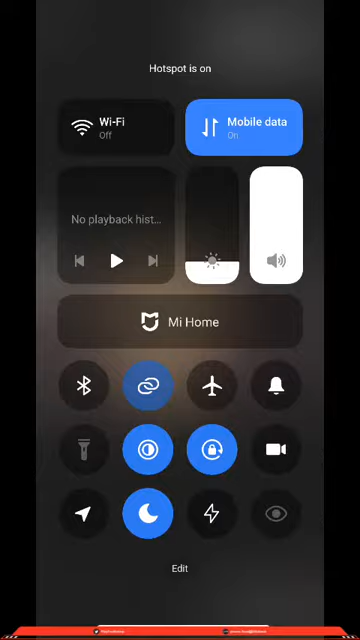 Hotspot is on
Wi-Fi
Off
Mobile data
On
No playback hist...
Mi Home
Edit